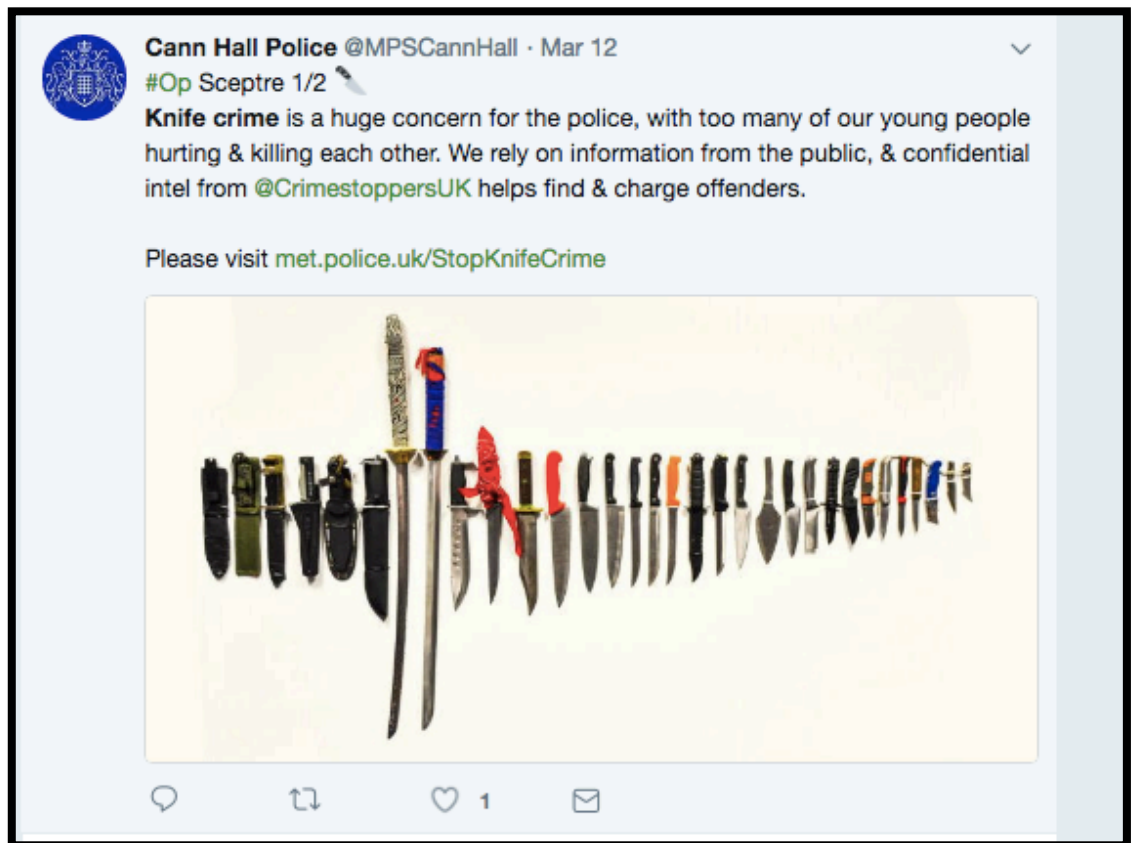 Cann Hall Police @MPSCannHall · Mar 12
#Op Sceptre 1/2 🔪
Knife crime is a huge concern for the police, with too many of our young people
hurting & killing each other. We rely on information from the public, & confidential
intel from @CrimestoppersUK helps find & charge offenders.
Please visit met.police.uk/StopKnifeCrime
1